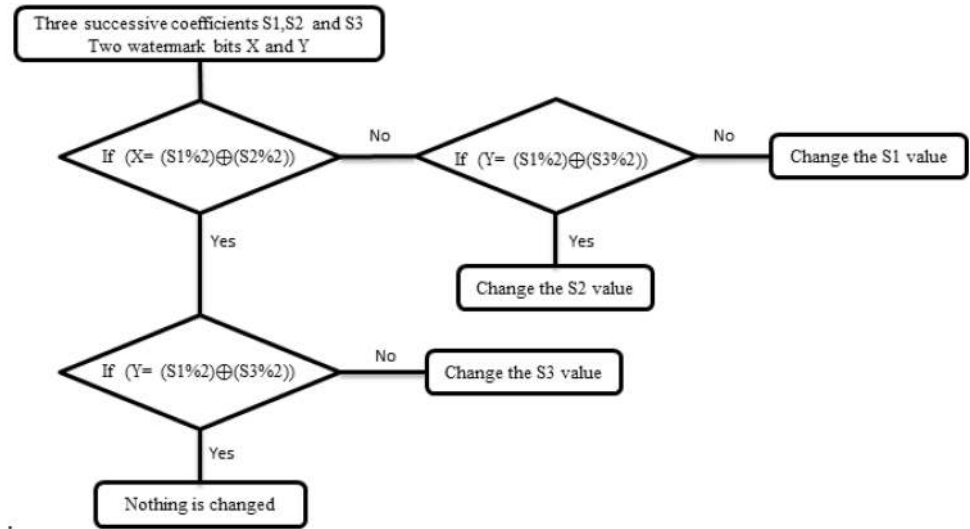 Three successive coefficients S1,S2 and S3
Two watermark bits X and Y
If (X= (S1%2)⊕(S2%2))
No
If (Y= (S1%2)⊕(S3%2))
No
Change the S1 value
Yes
Yes
Change the S2 value
If (Y= (S1%2)⊕(S3%2))
No
Change the S3 value
Yes
Nothing is changed
.